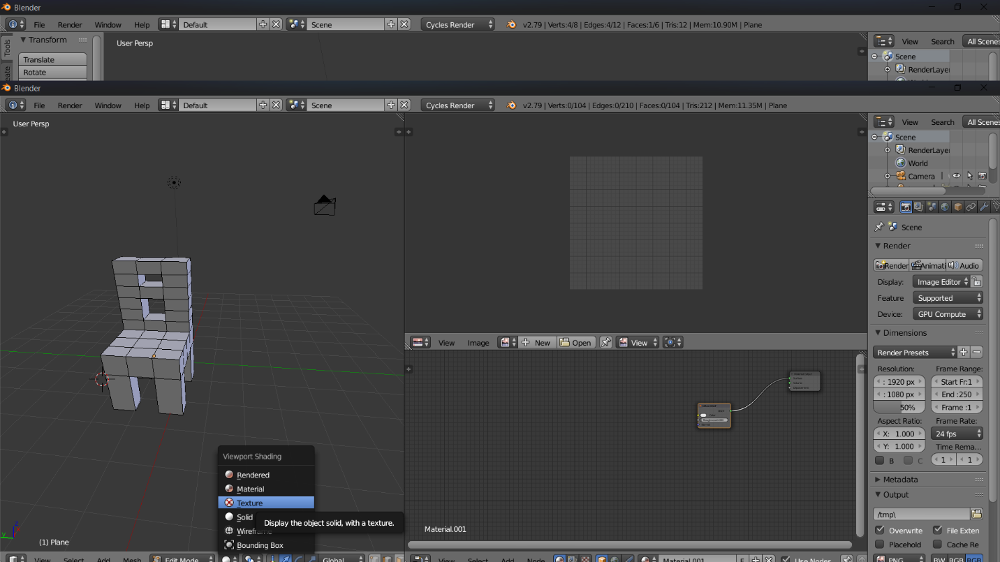 Blender
File Render Window Help Default Scene Cycles Render v2.79 | Verts:4/8 | Edges:4/12 | Faces:1/6 | Tris:12 | Mem:10.90M | Plane
Tools
Transform
User Persp
View Search All Scenes
Translate
Scene
Rotate
RenderLayer
Blender
File Render Window Help Default Scene Cycles Render v2.79 | Verts:0/104 | Edges:0/210 | Faces:0/104 | Tris:212 | Mem:11.35M | Plane
User Persp
View Search All Scenes
Scene
RenderLayer
World
Camera
Scene
Render
Render Animati Audio
Display: Image Editor
Feature Supported
Device: GPU Compute
View Image New Open View
Dimensions
Render Presets
Resolution: Frame Range:
: 1920 px Start Fr:1
: 1080 px End :250
50% Frame :1
Aspect Ratio: Frame Rate:
X: 1.000 24 fps
Y: 1.000 Time Rema...
B C 1 1
Metadata
Output
/tmp\
Overwrite File Exten
Placehold Cache Re
PNG BW RGB RGB
Viewport Shading
Rendered
Material
Texture
Solid
Display the object solid, with a texture.
Wireframe
Bounding Box
z
y
(1) Plane
Material.001
View Select Add Mesh Edit Mode Global
View Select Add Node Material.001 F Use Nodes